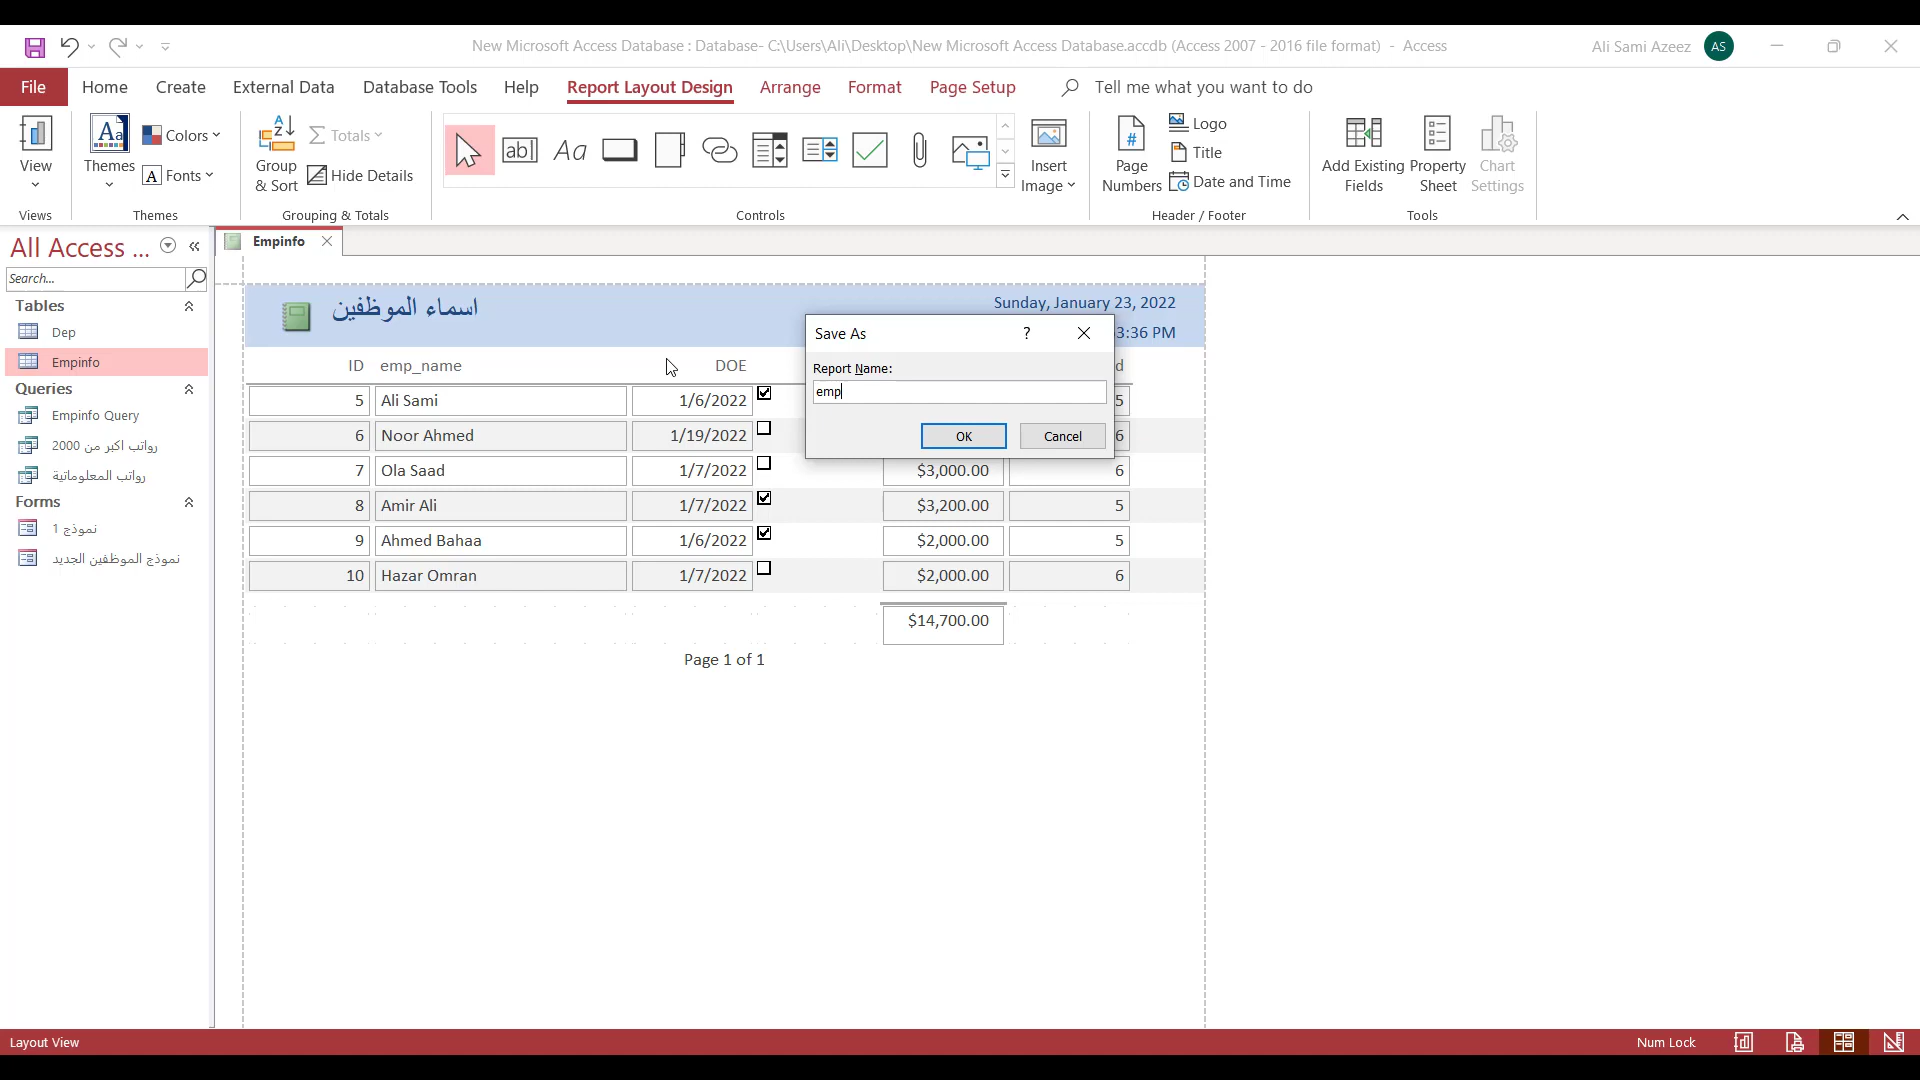 New Microsoft Access Database : Database- C:\Users\Ali\Desktop\New Microsoft Access Database.accdb (Access 2007 - 2016 file format) - Access
Ali Sami Azeez
AS
File
Home
Create
External Data
Database Tools
Help
Report Layout Design
Arrange
Format
Page Setup
Tell me what you want to do
View
Views
Aa
Themes
Colors
A Fonts
Themes
Group & Sort
Totals
Hide Details
Grouping & Totals
ab|
Aa
Controls
Insert Image
Page Numbers
Logo
Title
Date and Time
Header / Footer
Add Existing Fields
Property Sheet
Chart Settings
Tools
All Access ...
Search...
Tables
Dep
Empinfo
Queries
Empinfo Query
رواتب اكبر من 2000
رواتب المعلوماتية
Forms
نموذج 1
نموذج الموظفين الجديد
Empinfo
اسماء الموظفين
Sunday, January 23, 2022
3:36 PM
ID emp_name DOE d
5 Ali Sami 1/6/2022 5
6 Noor Ahmed 1/19/2022 6
7 Ola Saad 1/7/2022 $3,000.00 6
8 Amir Ali 1/7/2022 $3,200.00 5
9 Ahmed Bahaa 1/6/2022 $2,000.00 5
10 Hazar Omran 1/7/2022 $2,000.00 6
$14,700.00
Page 1 of 1
Save As
?
Report Name:
emp
OK
Cancel
Layout View
Num Lock